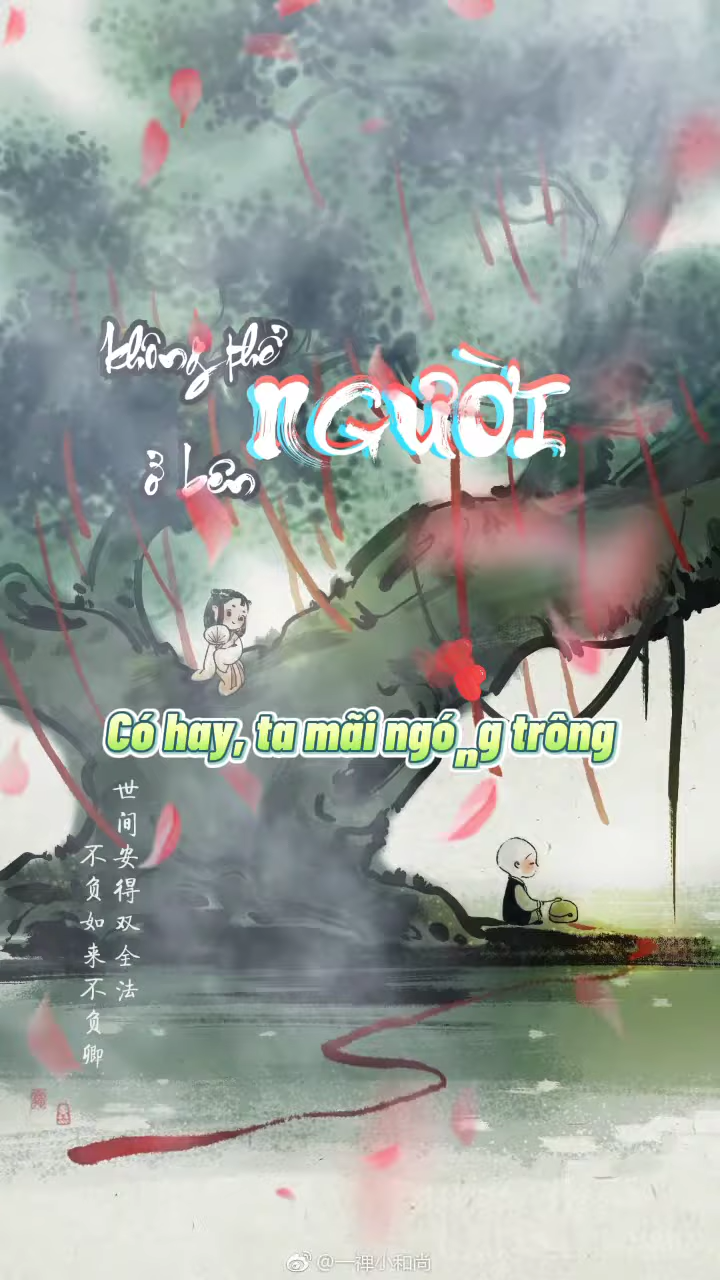 không thể
NGƯỜI
ở bên
Có hay, ta mãi ngóng trông
世间安得双全法
不负如来不负卿
@一禅小和尚